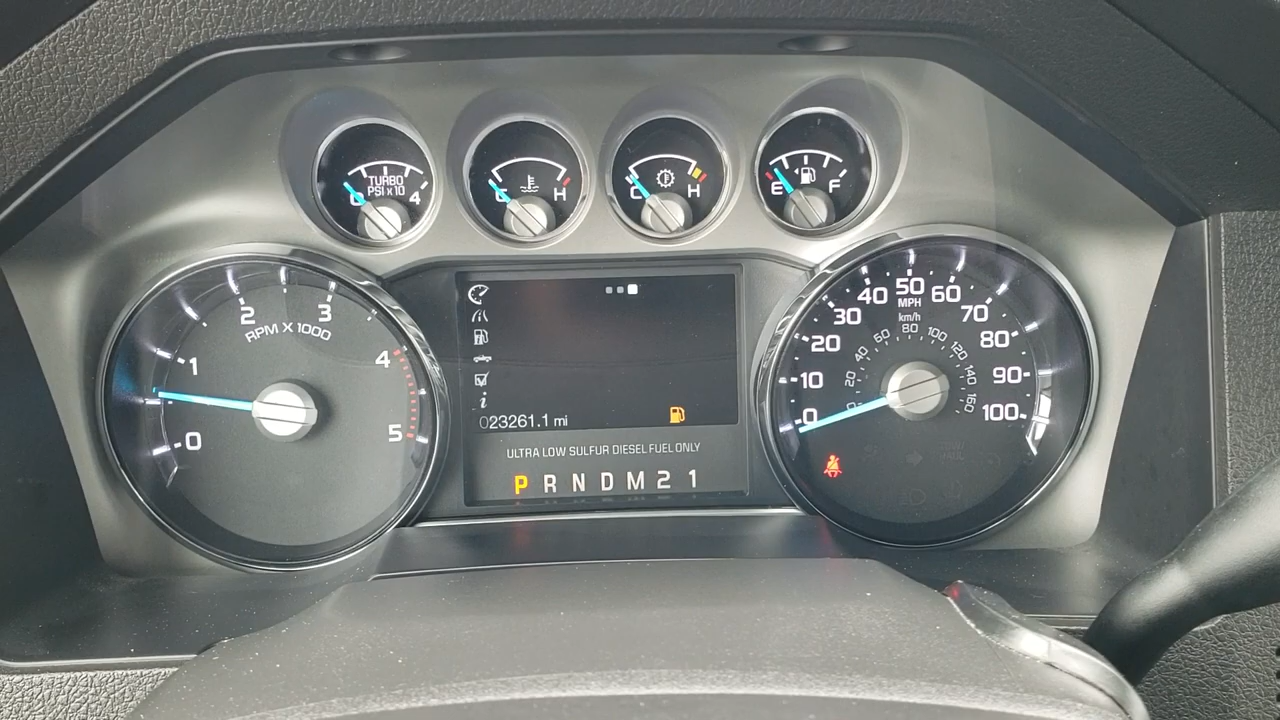 TURBO
PSI x 10
0 4
C H
C H
E F
0 1 2 3 4 5
RPM X 1000
023261.1 mi
ULTRA LOW SULFUR DIESEL FUEL ONLY
P R N D M 2 1
0 10 20 30 40 50 60 70 80 90 100
MPH
km/h
20 40 60 80 100 120 140 160